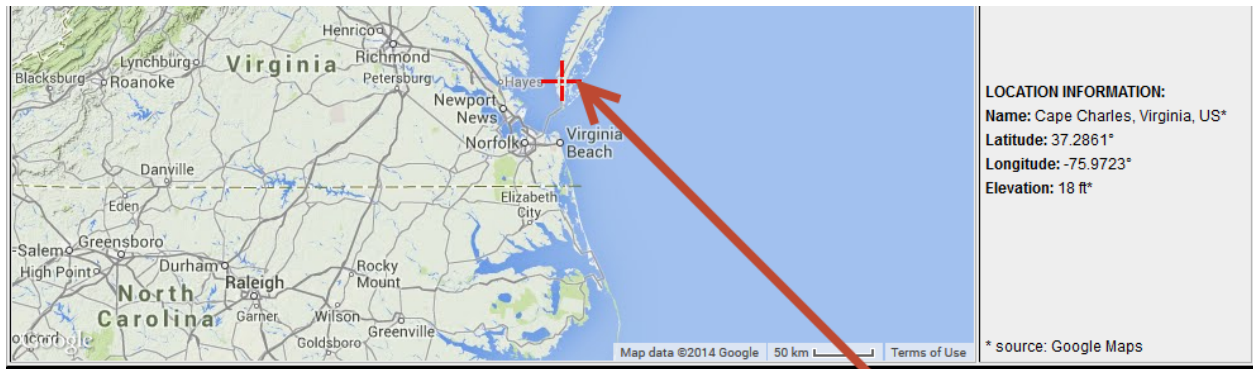 Henrico
Lynchburg
Virginia
Richmond
Blacksburg
Roanoke
Petersburg
Hayes
Newport
News
Norfolk
Virginia
Beach
Danville
Elizabeth
City
Eden
-Salem
Greensboro
High Point
Durham
Raleigh
Rocky
Mount
North
Carolina
Garner
Wilson
Greenville
Goldsboro
oncord
Google
Map data ©2014 Google
50 km
Terms of Use
LOCATION INFORMATION:
Name: Cape Charles, Virginia, US*
Latitude: 37.2861°
Longitude: -75.9723°
Elevation: 18 ft*
* source: Google Maps